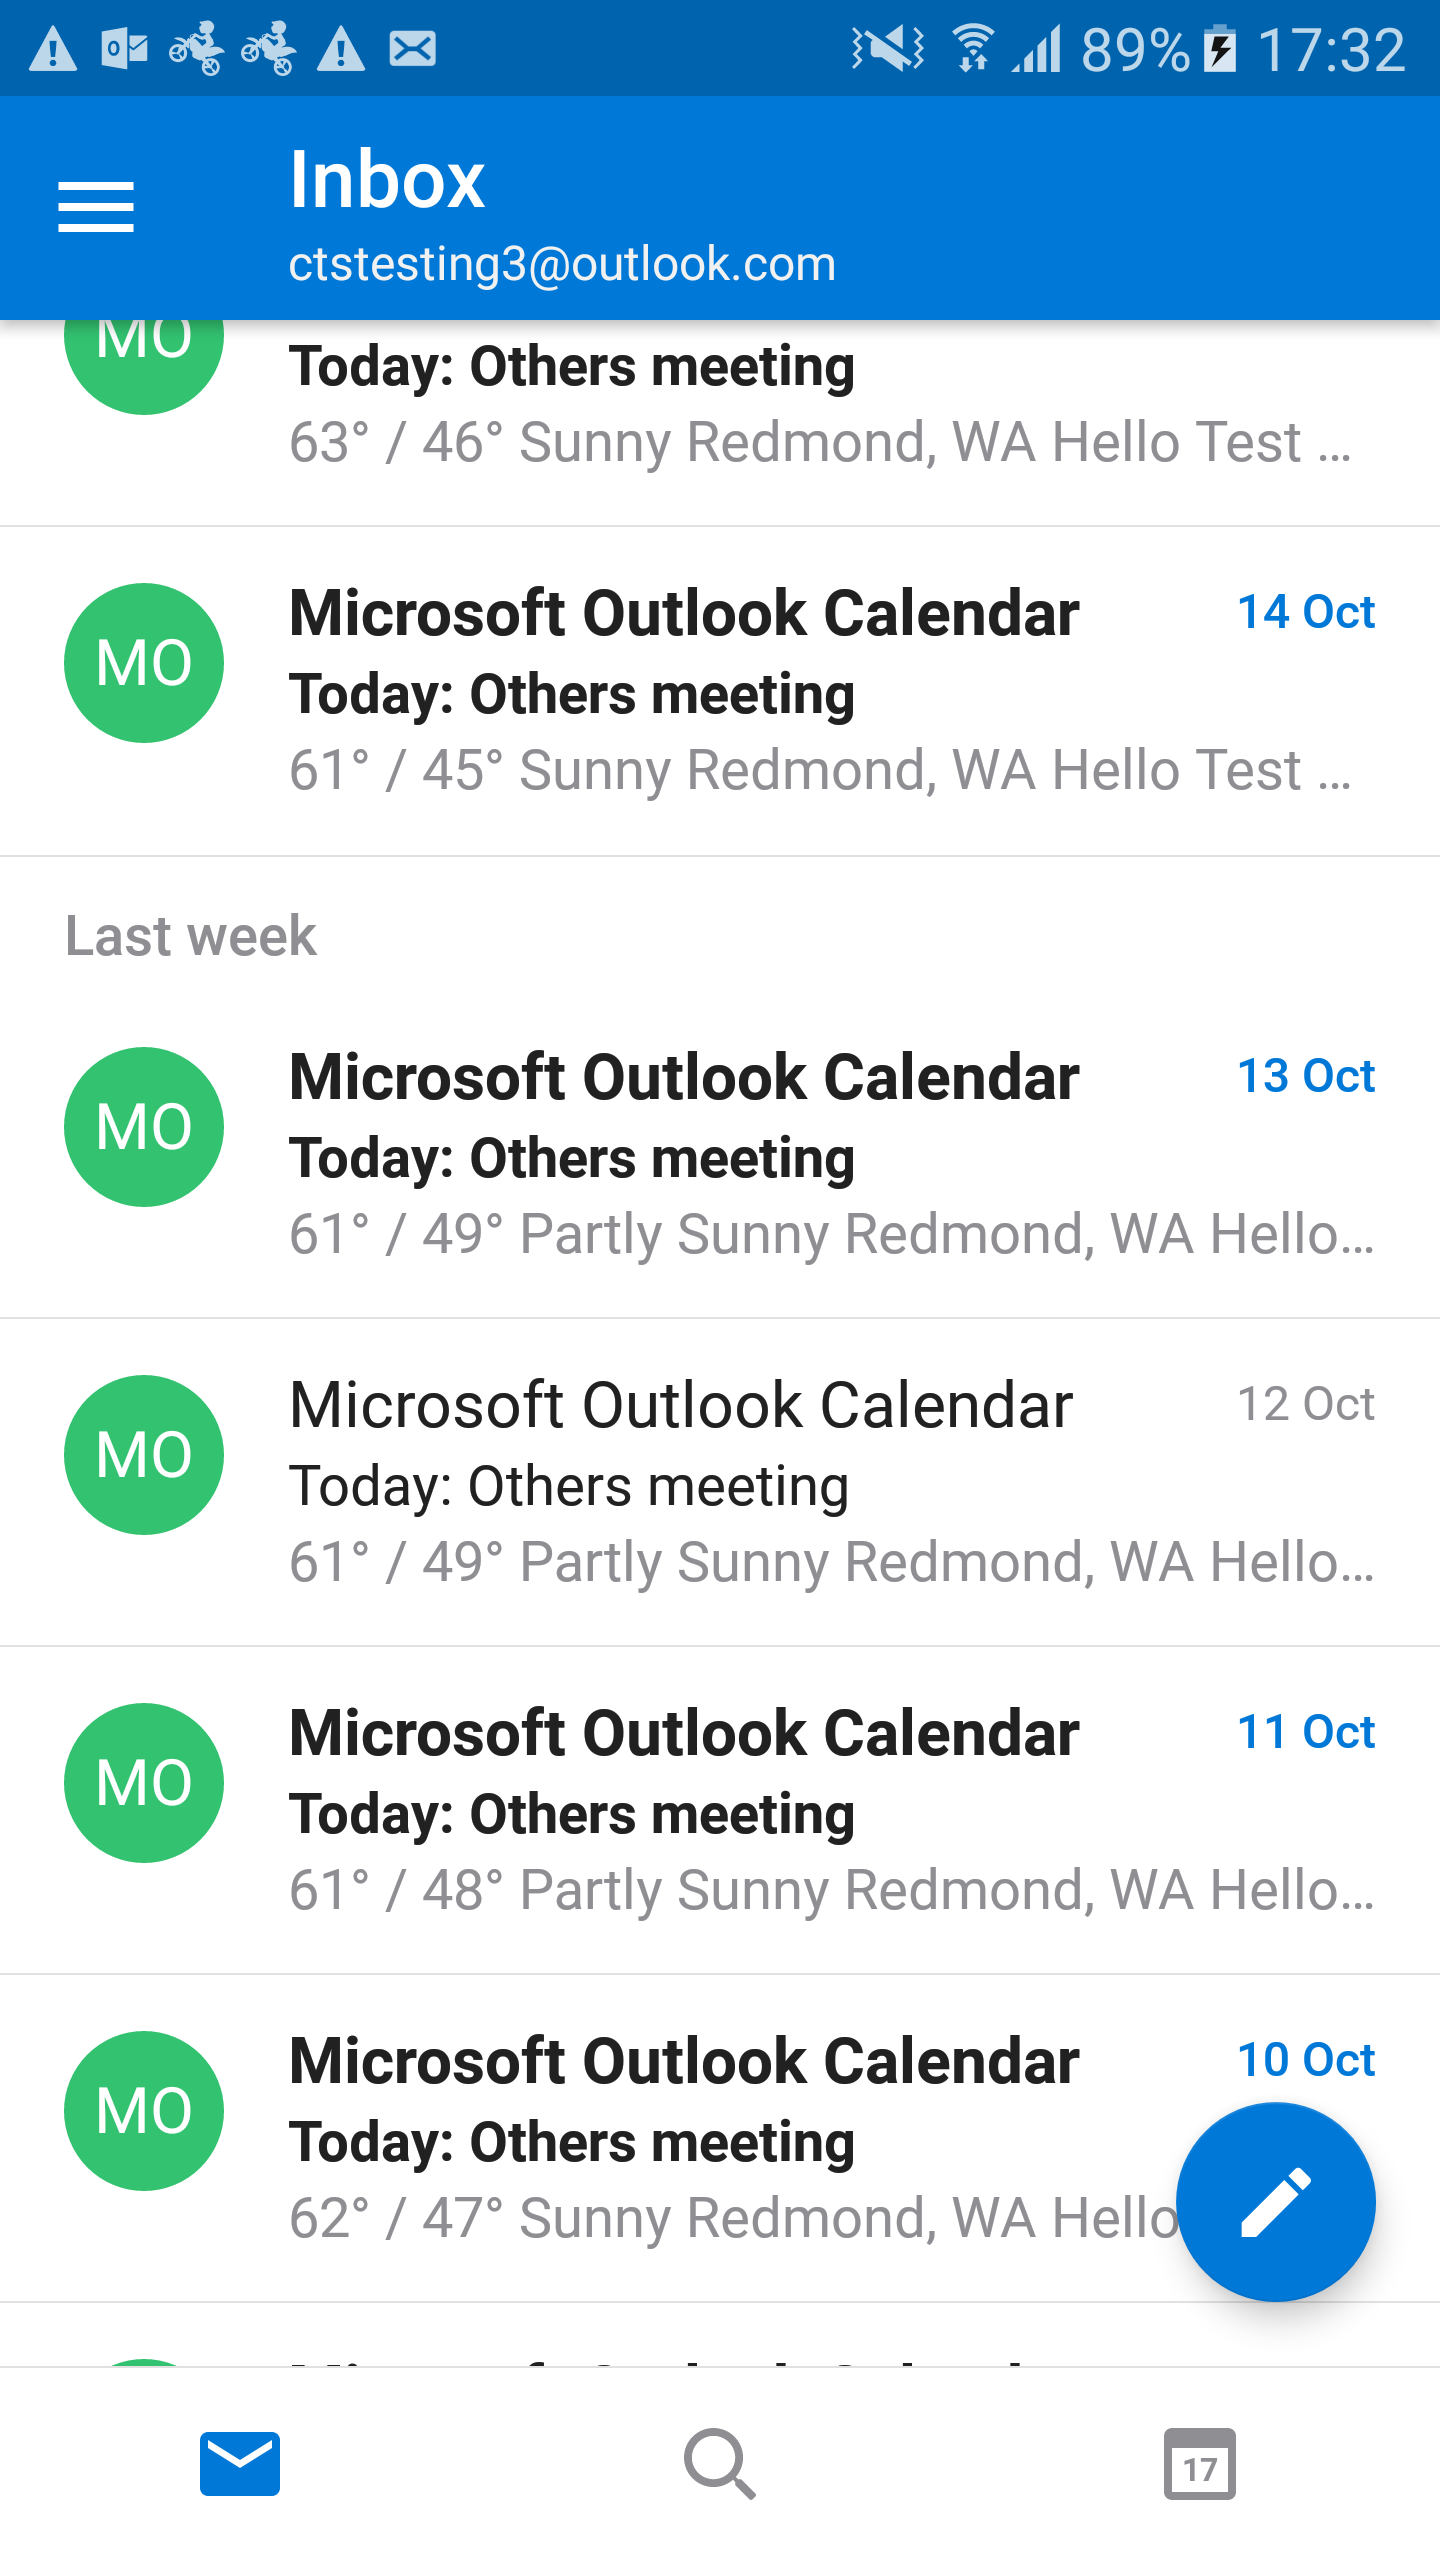 89% 17:32
Inbox
ctstesting3@outlook.com
MO
Today: Others meeting
63° / 46° Sunny Redmond, WA Hello Test ...
MO
Microsoft Outlook Calendar 14 Oct
Today: Others meeting
61° / 45° Sunny Redmond, WA Hello Test ...
Last week
MO
Microsoft Outlook Calendar 13 Oct
Today: Others meeting
61° / 49° Partly Sunny Redmond, WA Hello...
MO
Microsoft Outlook Calendar 12 Oct
Today: Others meeting
61° / 49° Partly Sunny Redmond, WA Hello...
MO
Microsoft Outlook Calendar 11 Oct
Today: Others meeting
61° / 48° Partly Sunny Redmond, WA Hello...
MO
Microsoft Outlook Calendar 10 Oct
Today: Others meeting
62° / 47° Sunny Redmond, WA Hello
17